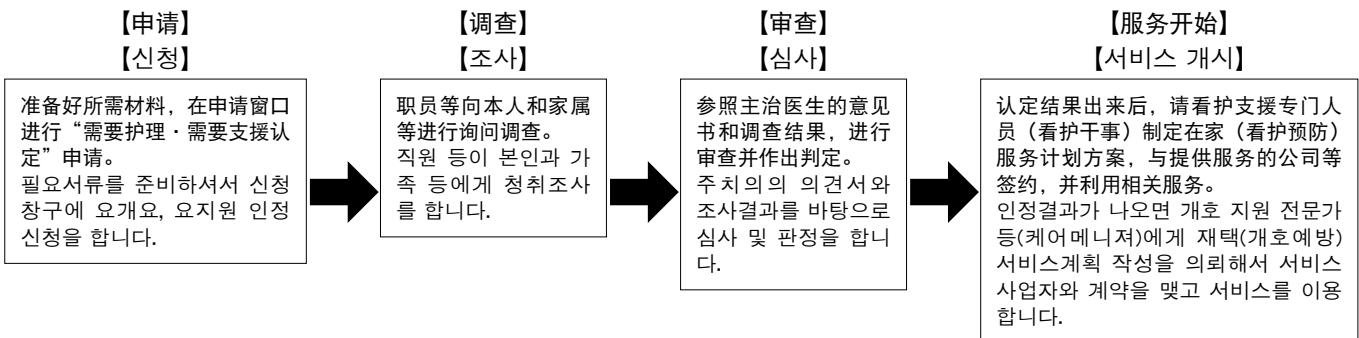 【申请】
【신청】
准备好所需材料，在申请窗口
进行“需要护理・需要支援认
定”申请。
필요서류를 준비하셔서 신청
창구에 요개요, 요지원 인정
신청을 합니다.
【调查】
【조사】
职员等向本人和家属
等进行询问调查。
직원 등이 본인과 가
족 등에게 청취조사
를 합니다.
【审查】
【심사】
参照主治医生的意见
书和调查结果，进行
审查并作出判定。
주치의의 의견서와
조사결과를 바탕으로
심사 및 판정을 합니
다.
【服务开始】
【서비스 개시】
认定结果出来后，请看护支援专门人
员（看护干事）制定在家（看护预防）
服务计划方案，与提供服务的公司等
签约，并利用相关服务。
인정결과가 나오면 개호 지원 전문가
등(케어메니져)에게 재택(개호예방)
서비스계획 작성을 의뢰해서 서비스
사업자와 계약을 맺고 서비스를 이용
합니다.